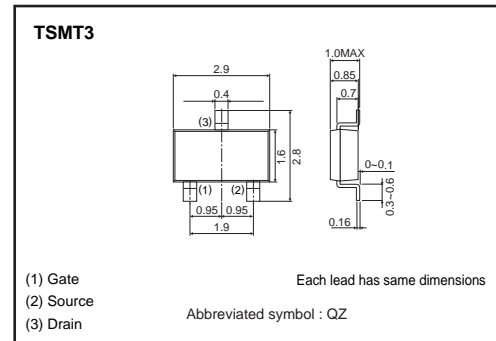 TSMT3
1.0MAX
2.9
0.85
0.4
0.7
(3)
1.6
2.8
(1)
(2)
0~0.1
0.3~0.6
0.95
0.95
0.16
1.9
(1) Gate
Each lead has same dimensions
(2) Source
Abbreviated symbol : QZ
(3) Drain